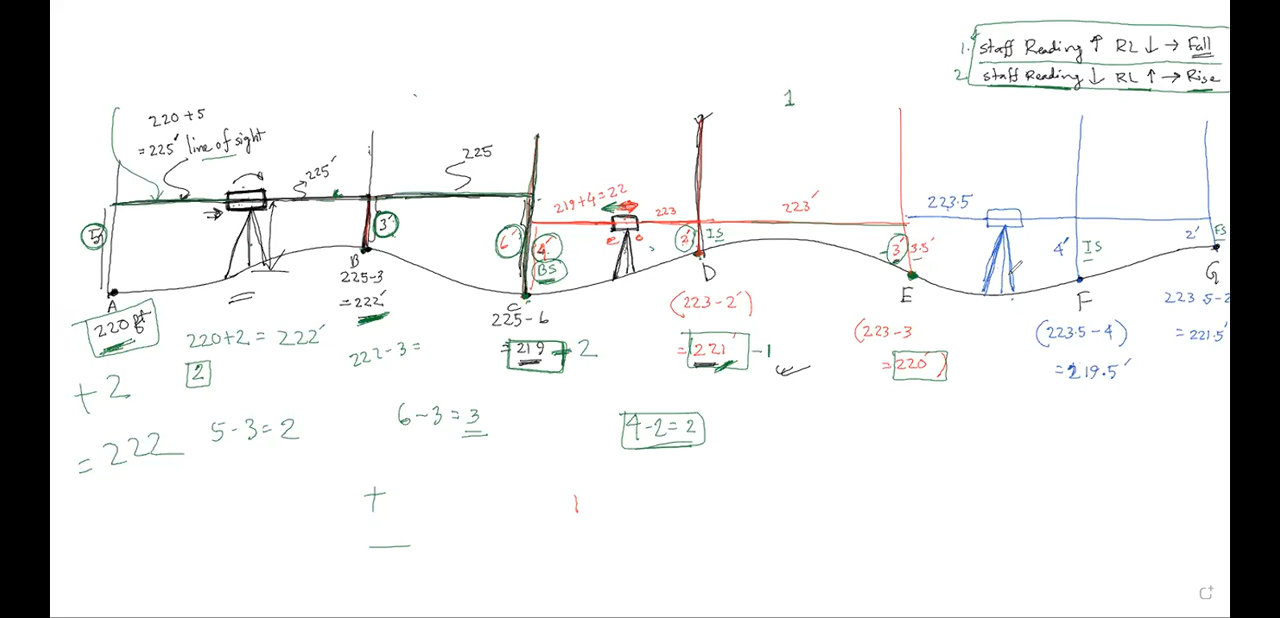 1. Staff Reading ↑ RL ↓ → Fall
2. Staff Reading ↓ RL ↑ → Rise
1
220 + 5
= 225' line of sight
225'
225
219+4=22
223
223'
223.5'
5'
3'
6'
4'
BS
2'
IS
3'
3.5'
4'
IS
2'
FS
A
B
C
D
E
F
G
220 ft
225-3
= 222'
225-6
= 219 + 2
(223-2')
= 221' -1
(223-3
= 220')
(223.5-4)
= 219.5'
223.5-2
= 221.5'
220+2 = 222'
2
222-3=
+2
= 222
5-3=2
6-3=3
4-2=2
+
—